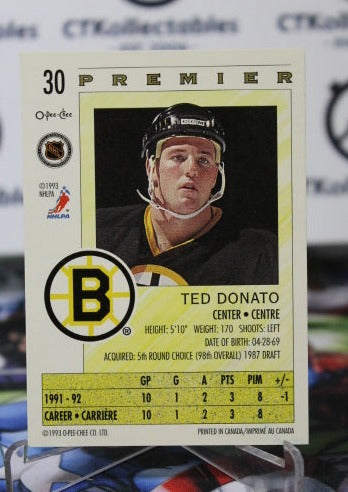 CTKollectables
30 PREMIER
O-PEE-CHEE
©1993
NHLPA
NHLPA
B
®
TED DONATO
CENTER • CENTRE
HEIGHT: 5'10" WEIGHT: 170 SHOOTS: LEFT
DATE OF BIRTH: 04-28-69
ACQUIRED: 5th ROUND CHOICE (98th OVERALL) 1987 DRAFT
GP G A PTS PIM +/-
1991 - 92 10 1 2 3 8 -1
CAREER • CARRIÈRE 10 1 2 3 8
©1993 O-PEE-CHEE CO. LTD. PRINTED IN CANADA/IMPRIMÉ AU CANADA